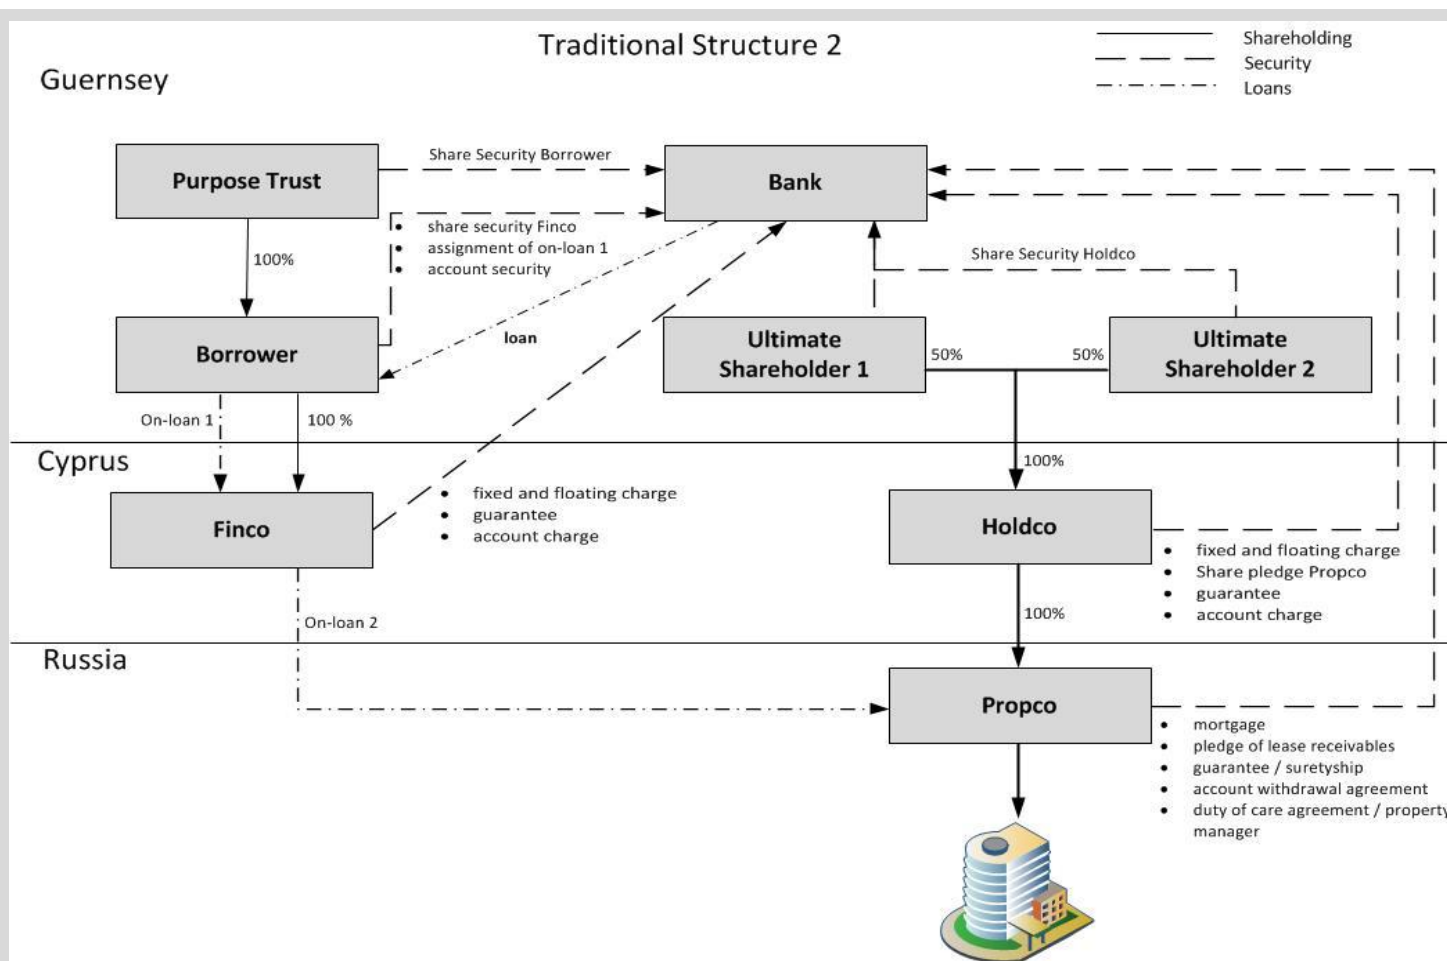 Traditional Structure 2
Shareholding
Security
Loans
Guernsey
Purpose Trust
Share Security Borrower
Bank
• share security Finco
• assignment of on-loan 1
• account security
100%
Share Security Holdco
Borrower
loan
Ultimate
Shareholder 1
50%
50%
Ultimate
Shareholder 2
On-loan 1
100 %
Cyprus
100%
Finco
• fixed and floating charge
• guarantee
• account charge
Holdco
• fixed and floating charge
• Share pledge Propco
• guarantee
• account charge
On-loan 2
100%
Russia
Propco
• mortgage
• pledge of lease receivables
• guarantee / suretyship
• account withdrawal agreement
• duty of care agreement / property
manager